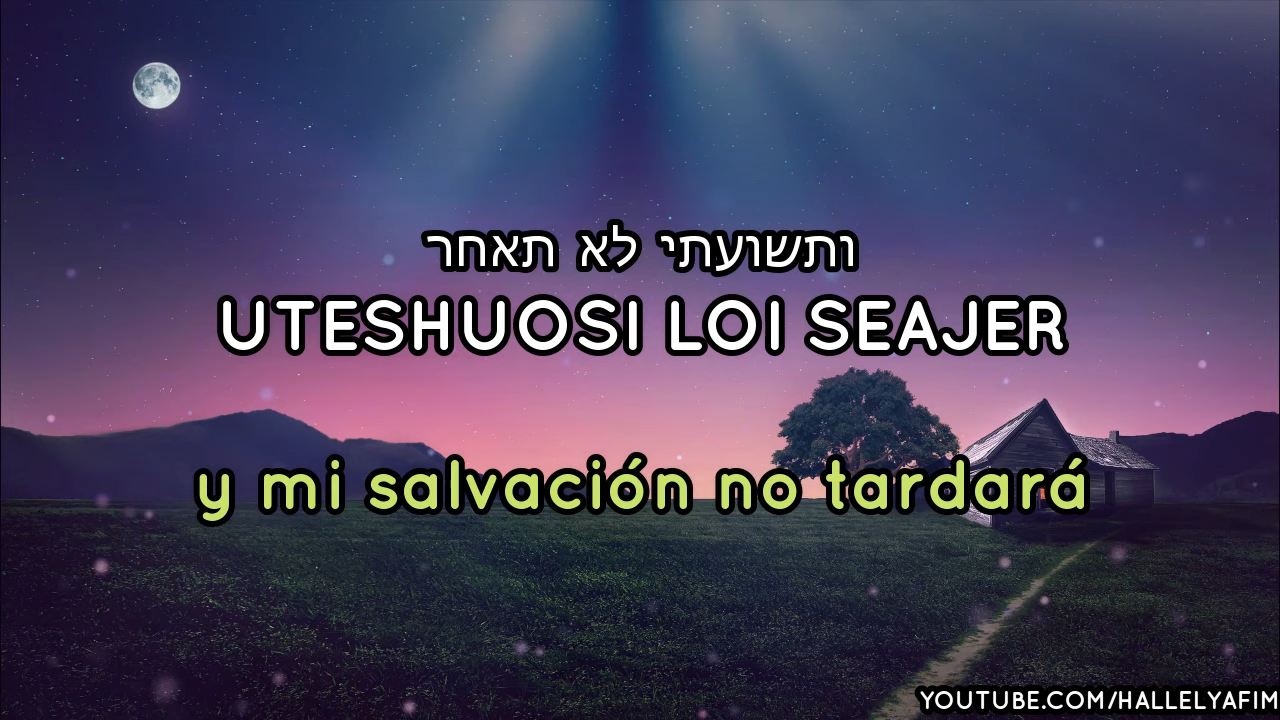 ותשועתי לא תאחר
UTESHUOSI LOI SEAJER
y mi salvación no tardará
YOUTUBE.COM/HALLELYAFIM